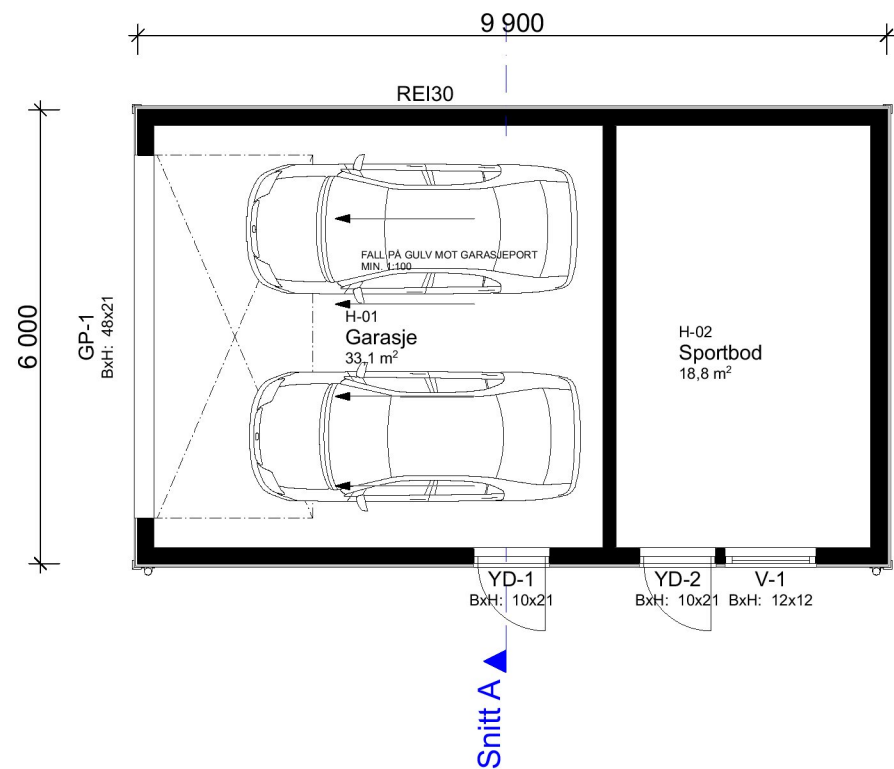 9 900
REI30
6 000
GP-1
BxH: 48x21
FALL PÅ GULV MOT GARASJEPORT
MIN. 1:100
H-01
Garasje
33,1 m²
H-02
Sportbod
18,8 m²
YD-1
BxH: 10x21
YD-2
BxH: 10x21
V-1
BxH: 12x12
Snitt A